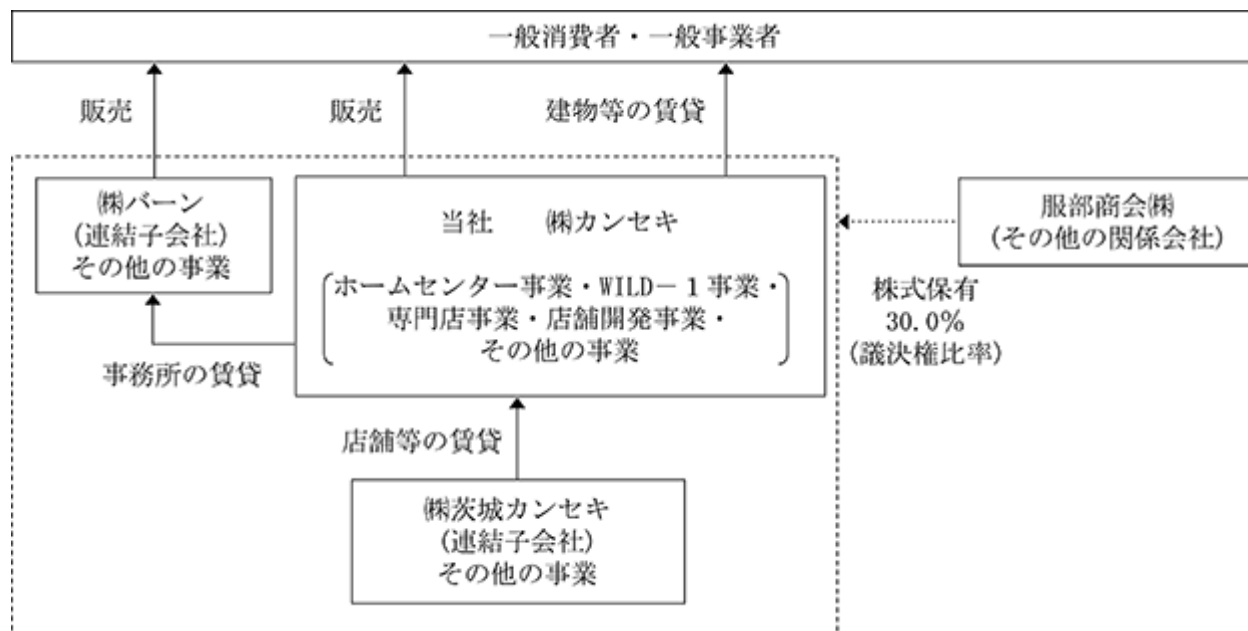 一般消費者・一般事業者
販売
販売
建物等の賃貸
㈱バーン
(連結子会社)
その他の事業
当社 ㈱カンセキ
ホームセンター事業・WILD－1事業・
専門店事業・店舗開発事業・
その他の事業
服部商会㈱
(その他の関係会社)
株式保有
30.0%
(議決権比率)
事務所の賃貸
店舗等の賃貸
㈱茨城カンセキ
(連結子会社)
その他の事業